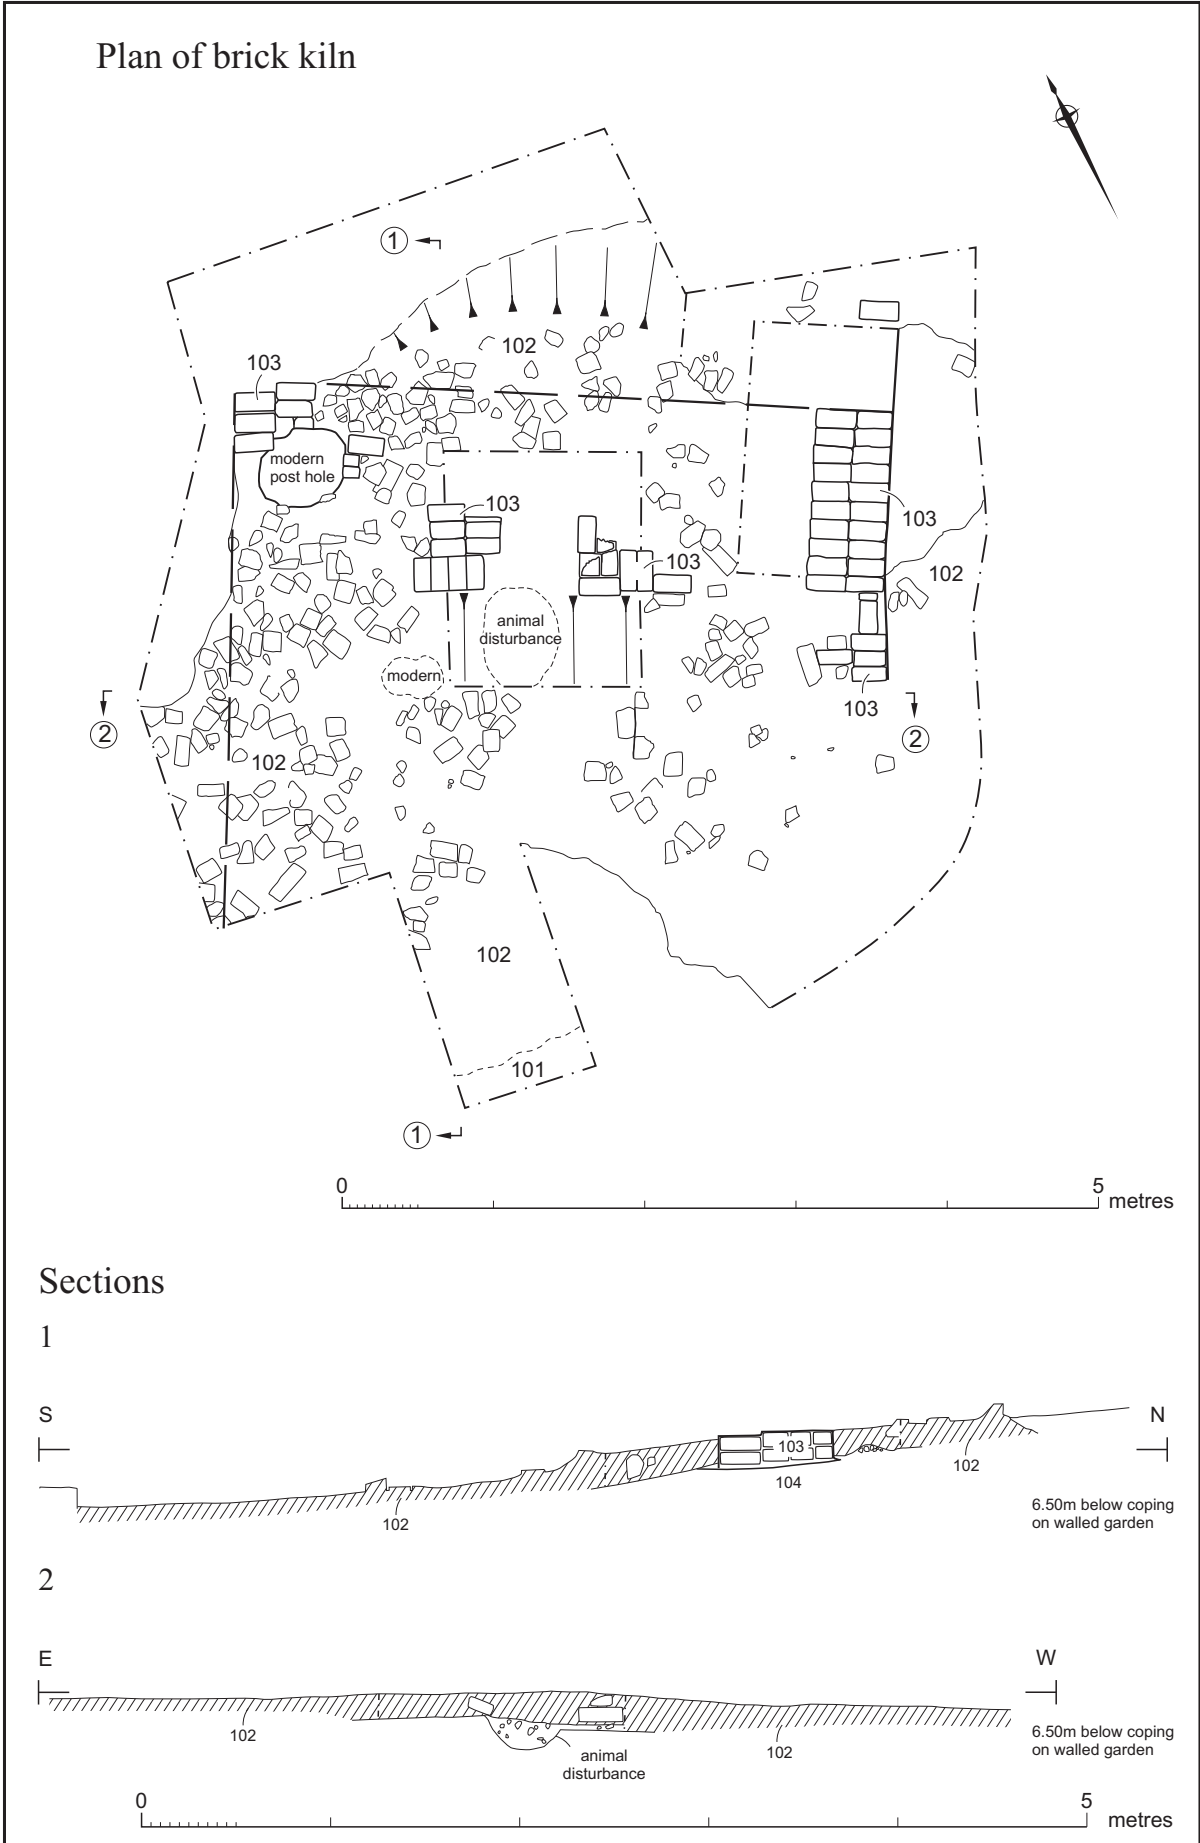 Plan of brick kiln
1
102
103
modern
post hole
103
103
103
102
animal
disturbance
modern
2
103
2
102
102
101
1
0
5
metres
Sections
1
S
N
103
104
102
102
6.50m below coping
on walled garden
2
E
W
102
102
animal
disturbance
6.50m below coping
on walled garden
0
5
metres